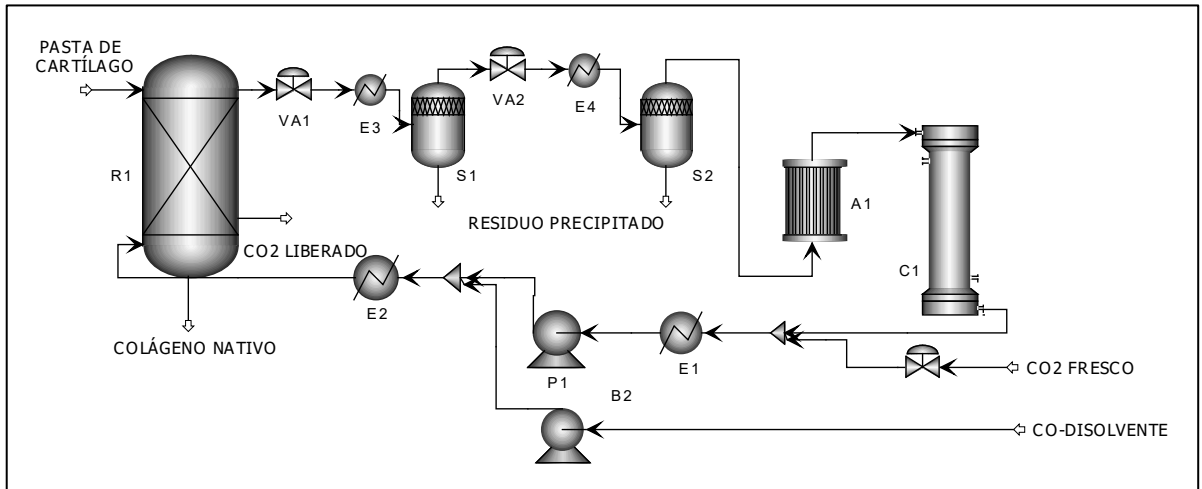 PASTA DE
CARTÍLAGO
VA1
E3
VA2
E4
R1
S1
S2
A1
RESIDUO PRECIPITADO
CO2 LIBERADO
C1
E2
COLÁGENO NATIVO
P1
E1
B2
CO2 FRESCO
CO-DISOLVENTE